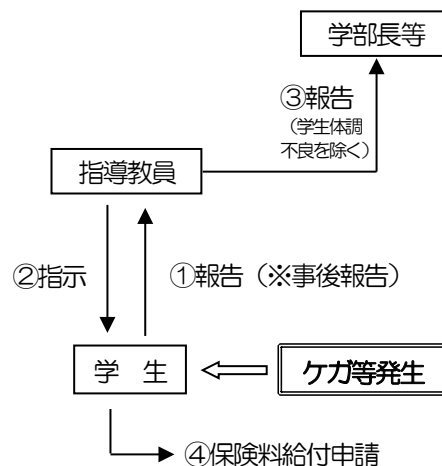 学部長等
③報告
(学生体調
不良を除く)
指導教員
②指示
①報告（※事後報告）
学 生
ケガ等発生
④保険料給付申請